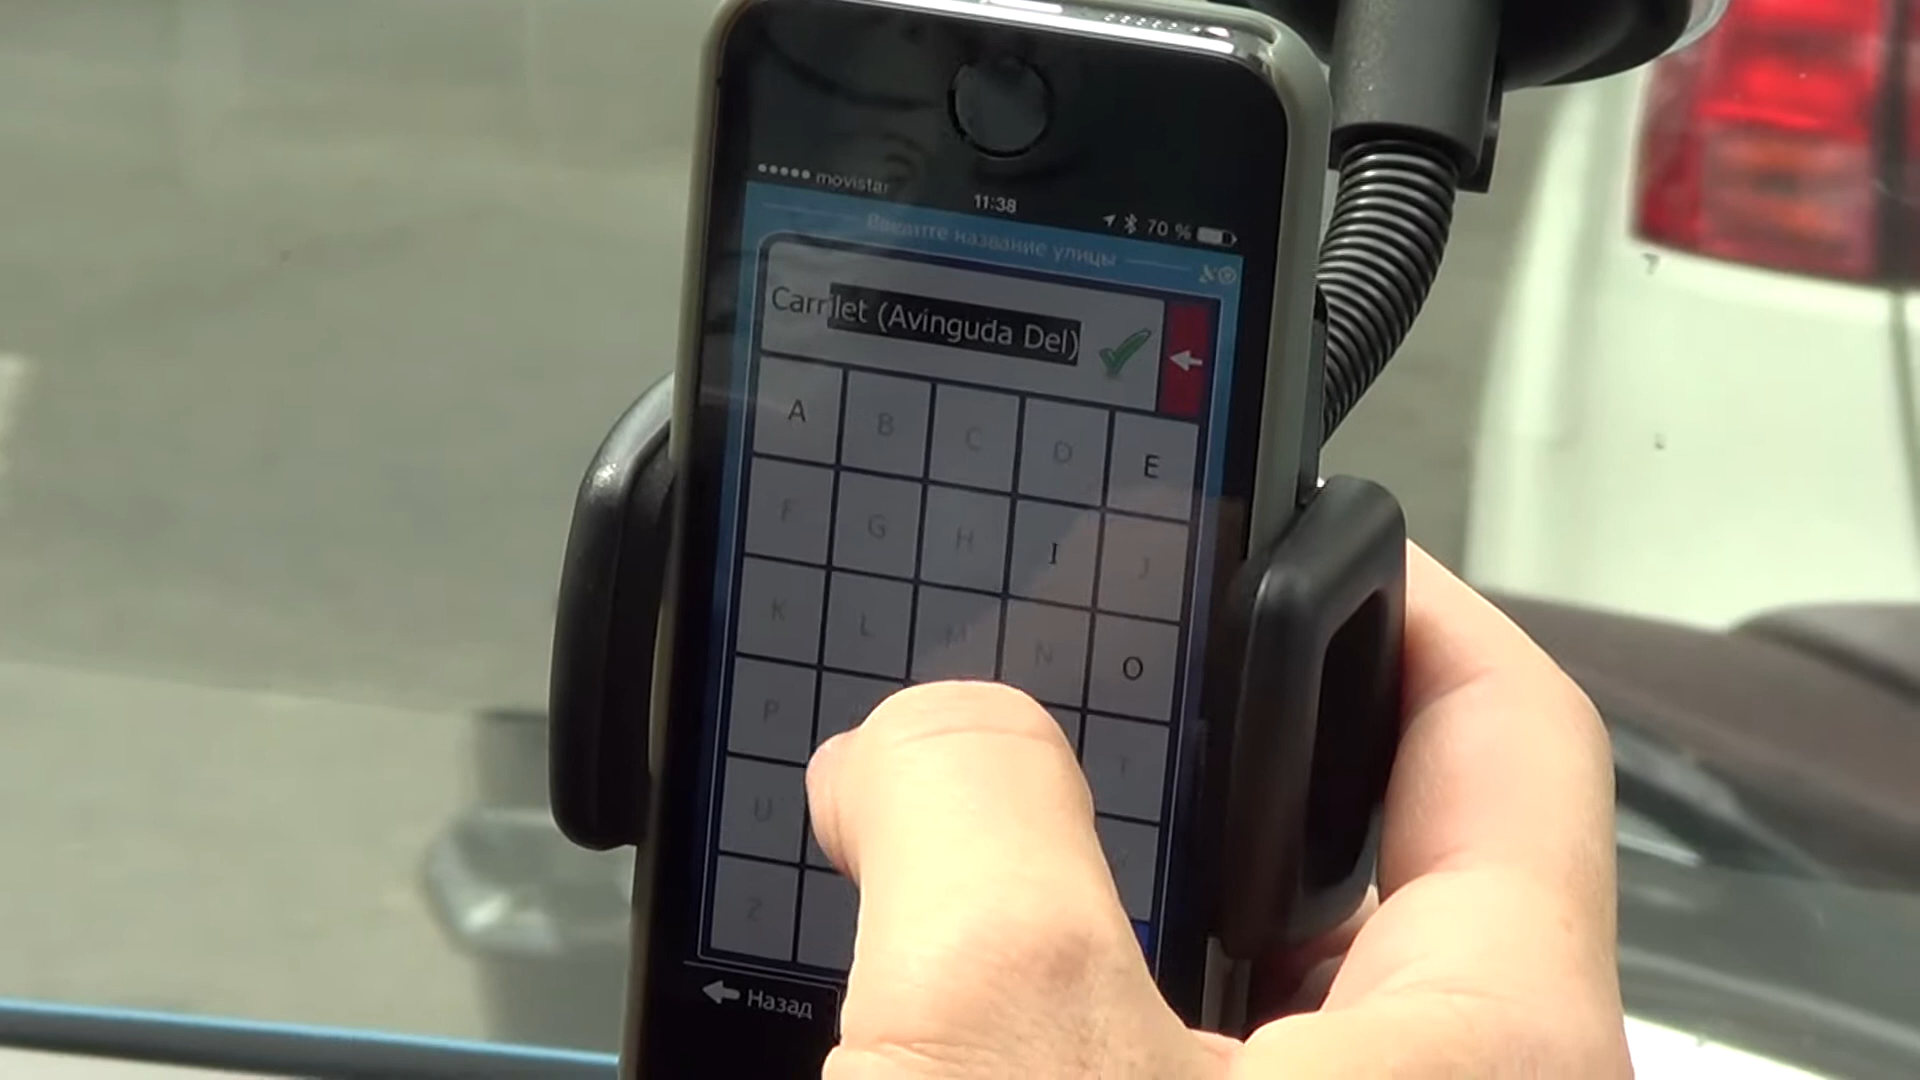 movistar
11:38
70 %
Введите название улицы
Carrilet (Avinguda Del)
A B C D E
F G H I J
K L M N O
P T
U
Z
Назад